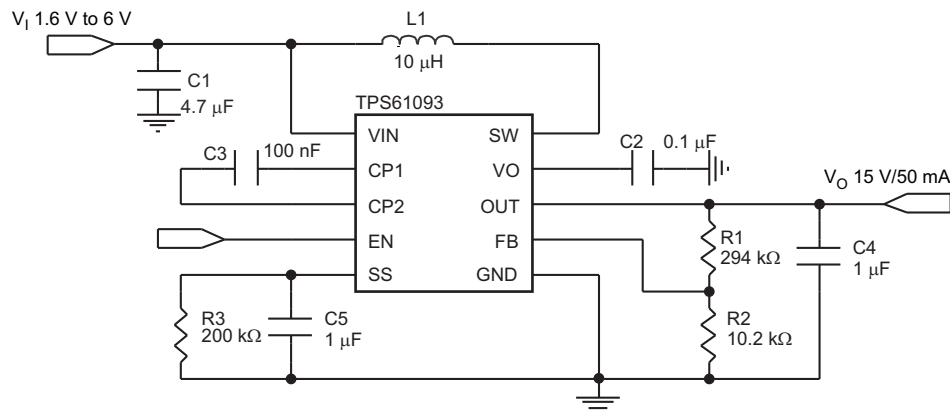 V_I 1.6 V to 6 V
L1
10 μH
C1
4.7 μF
TPS61093
VIN
SW
C3
100 nF
C2
0.1 μF
CP1
VO
V_O 15 V/50 mA
CP2
OUT
EN
FB
R1
294 kΩ
C4
1 μF
SS
GND
R3
200 kΩ
C5
1 μF
R2
10.2 kΩ